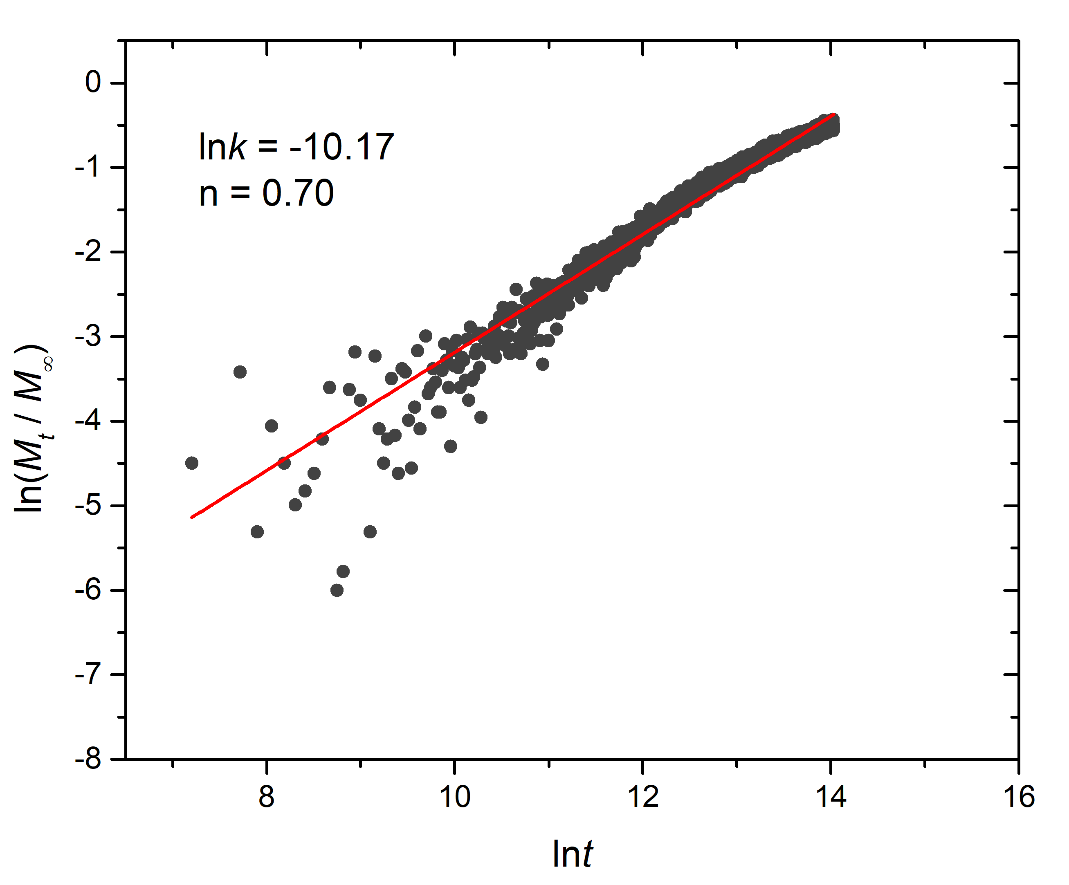 lnk = -10.17
n = 0.70
ln(Mt / M∞)
0
-1
-2
-3
-4
-5
-6
-7
-8
8 10 12 14 16
lnt